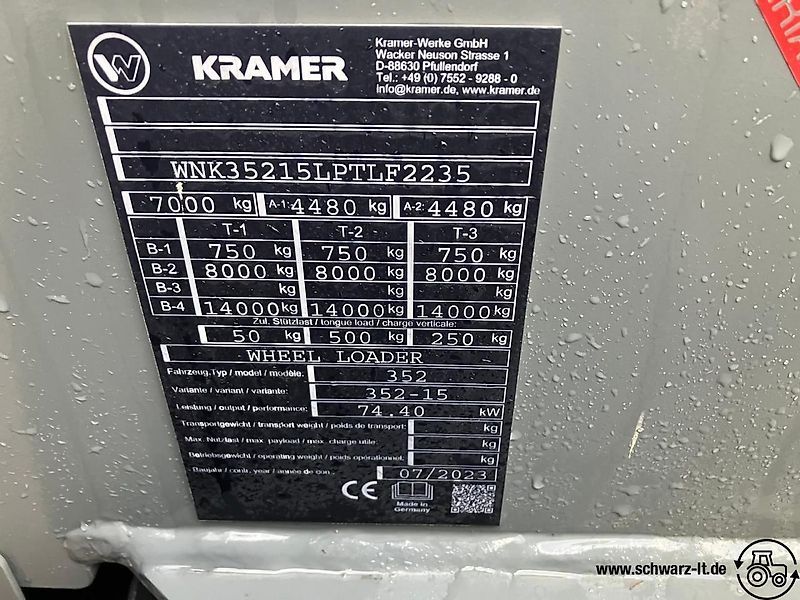 KRAMER
Kramer-Werke GmbH
Wacker Neuson Strasse 1
D-88630 Pfullendorf
Tel.: +49 (0) 7552 - 9288 - 0
info@kramer.de, www.kramer.de
WNK35215LPTLF2235
7000 kg A-1: 4480 kg A-2: 4480 kg
T-1 T-2 T-3
B-1 750 kg 750 kg 750 kg
B-2 8000 kg 8000 kg 8000 kg
B-3 kg kg kg
B-4 14000 kg 14000 kg 14000 kg
Zul. Stützlast / tongue load / charge verticale:
50 kg 500 kg 250 kg
WHEEL LOADER
Fahrzeug.Typ / model / modèle: 352
Variante / variant / variante: 352-15
Leistung / output / performance: 74.40 kW
Transportgewicht / transport weight / poids de transport: kg
Max. Nutzlast / max. payload / max. charge utile: kg
Betriebsgewicht / operating weight / poids opérationnel: kg
Baujahr / contr. year / année de con.: 07/2023
CE
Made in
Germany
www.schwarz-lt.de